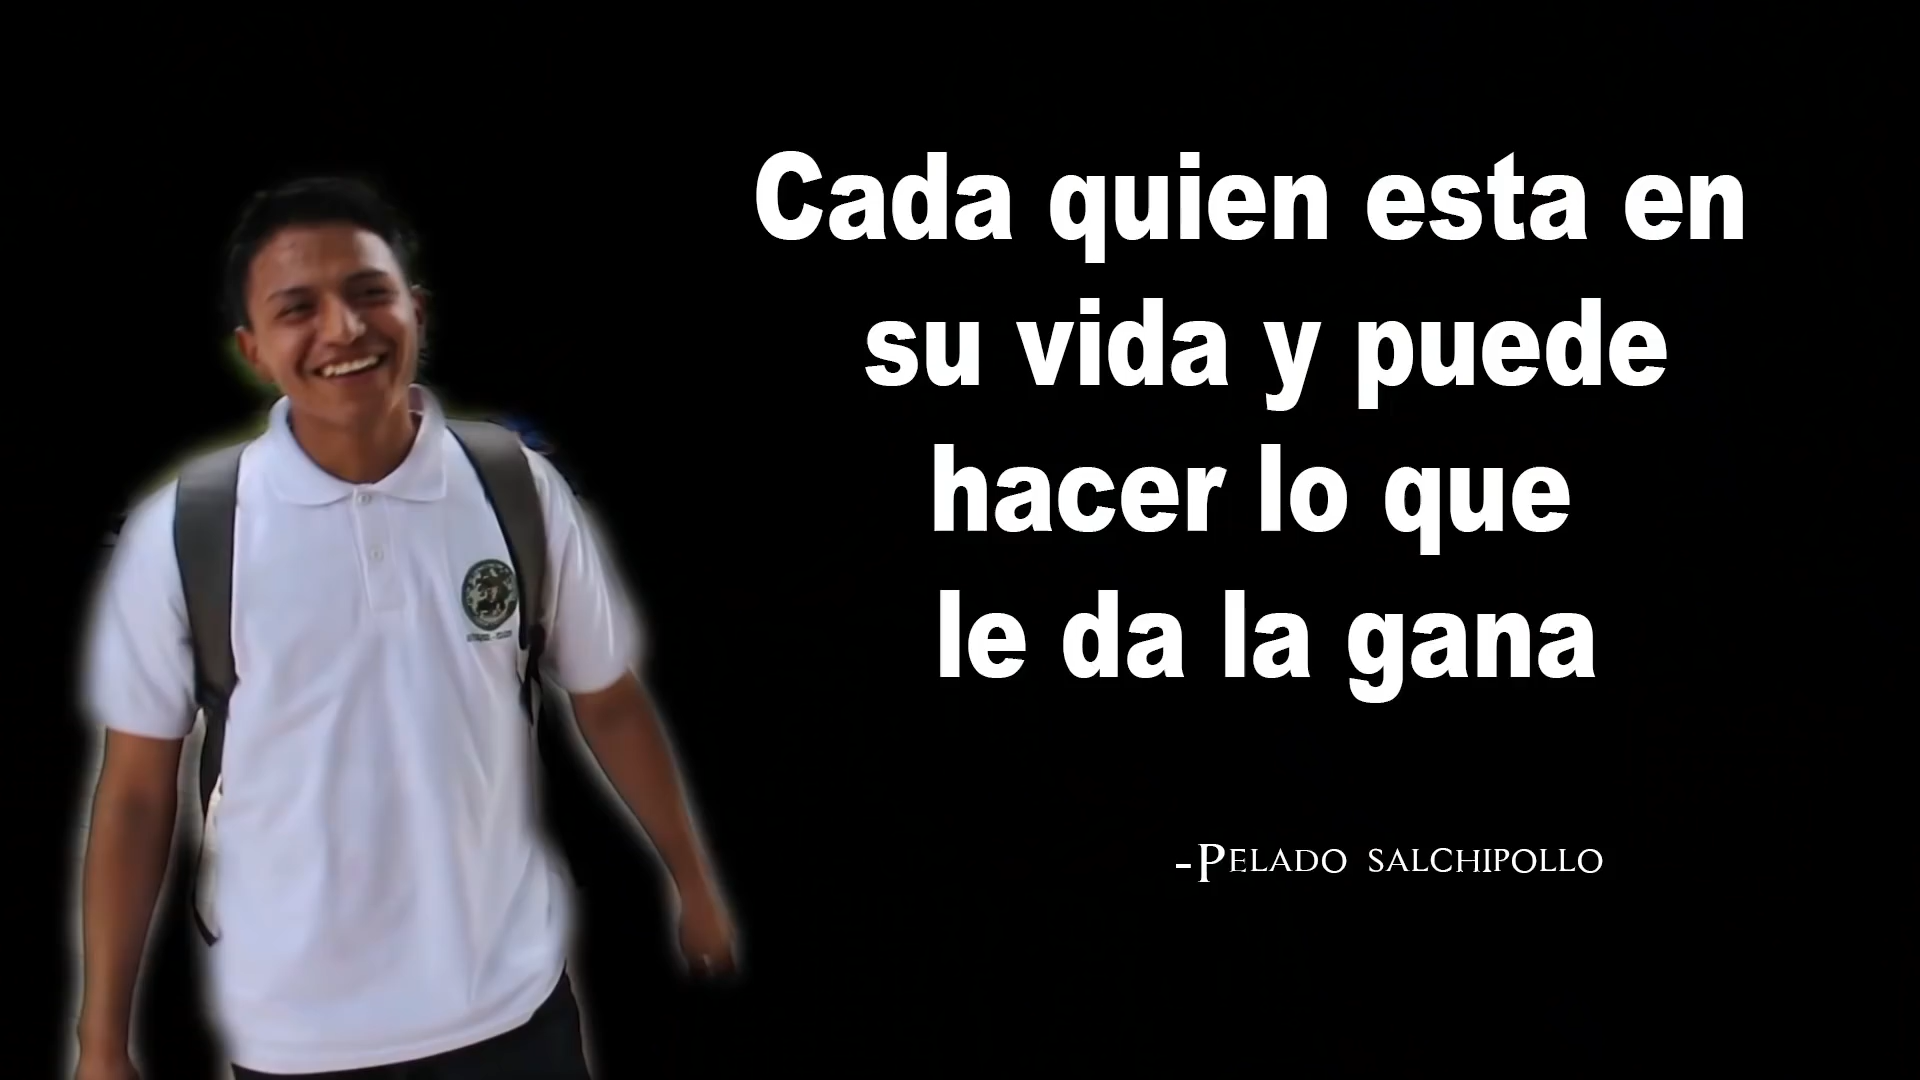 Cada quien esta en
su vida y puede
hacer lo que
le da la gana
-Pelado salchipollo